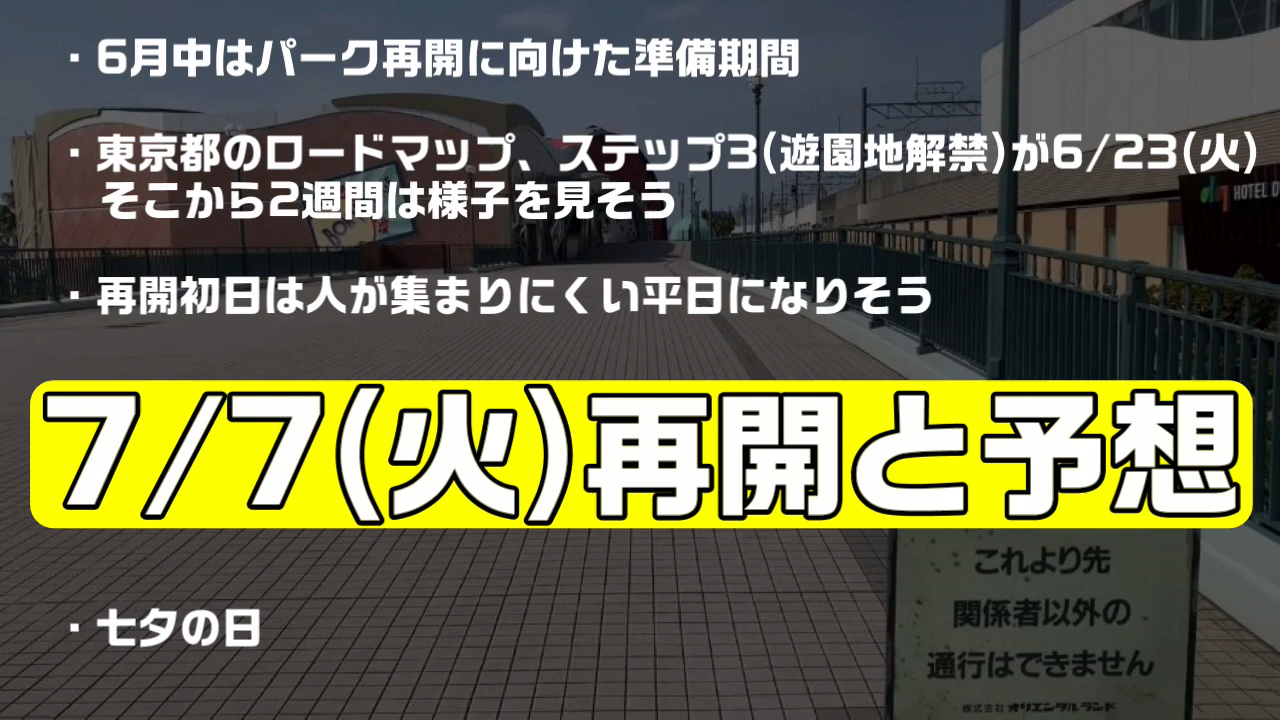 ・6月中はパーク再開に向けた準備期間
・東京都のロードマップ、ステップ3(遊園地解禁)が6/23(火)
そこから2週間は様子を見そう
HOTEL D
BON
・再開初日は人が集まりにくい平日になりそう
7/7(火)再開と予想
これより先
関係者以外の
通行はできません
株式会社オリエンタルランド
・七夕の日